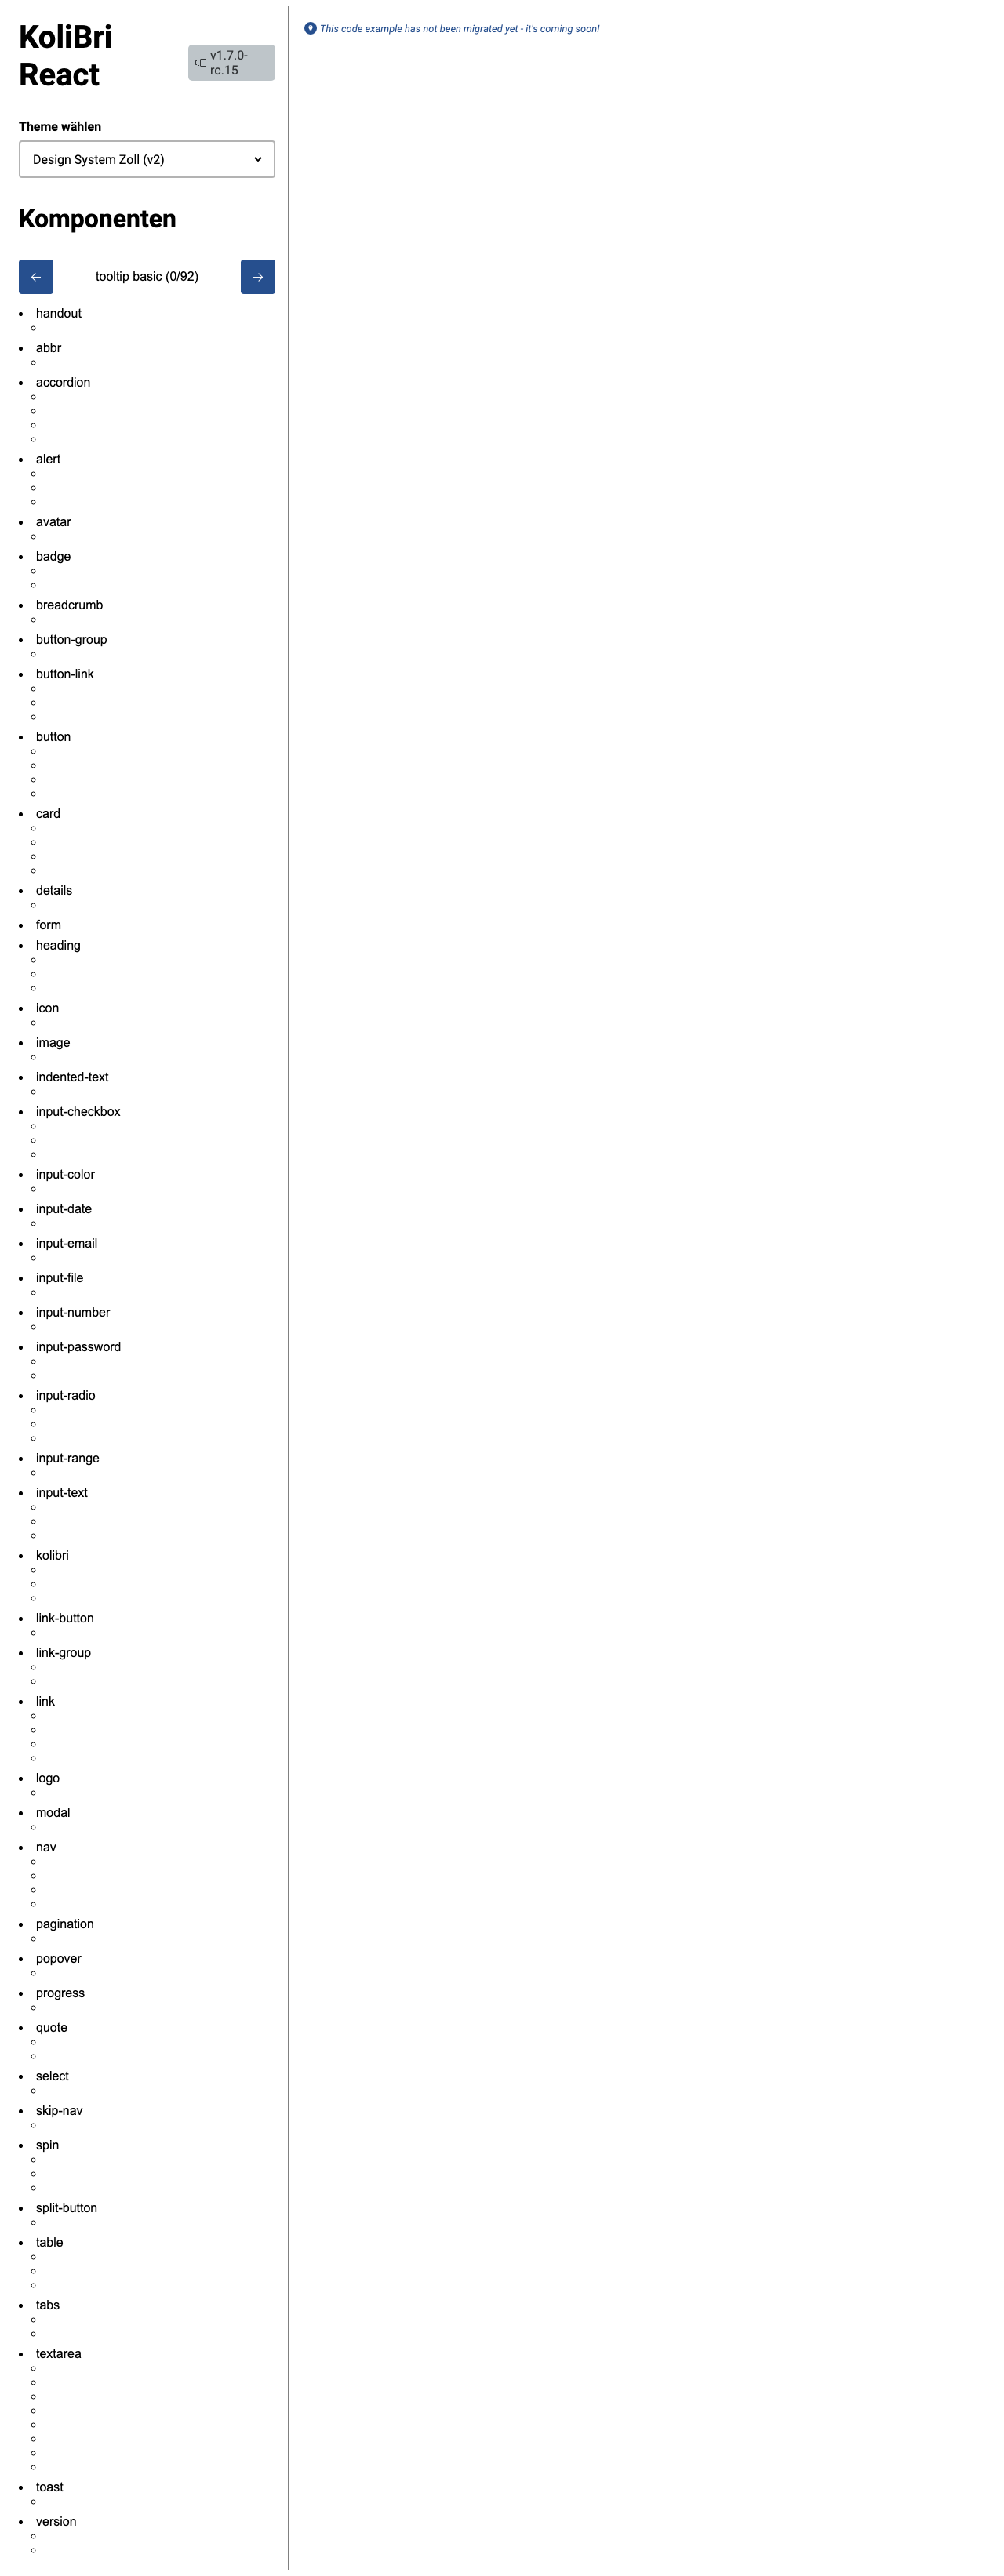 KoliBri
React
v1.7.0-
rc.15
Theme wählen
Design System Zoll (v2)
Komponenten
tooltip basic (0/92)
handout
abbr
accordion
alert
avatar
badge
breadcrumb
button-group
button-link
button
card
details
form
heading
icon
image
indented-text
input-checkbox
input-color
input-date
input-email
input-file
input-number
input-password
input-radio
input-range
input-text
kolibri
link-button
link-group
link
logo
modal
nav
pagination
popover
progress
quote
select
skip-nav
spin
split-button
table
tabs
textarea
toast
version
This code example has not been migrated yet - it's coming soon!